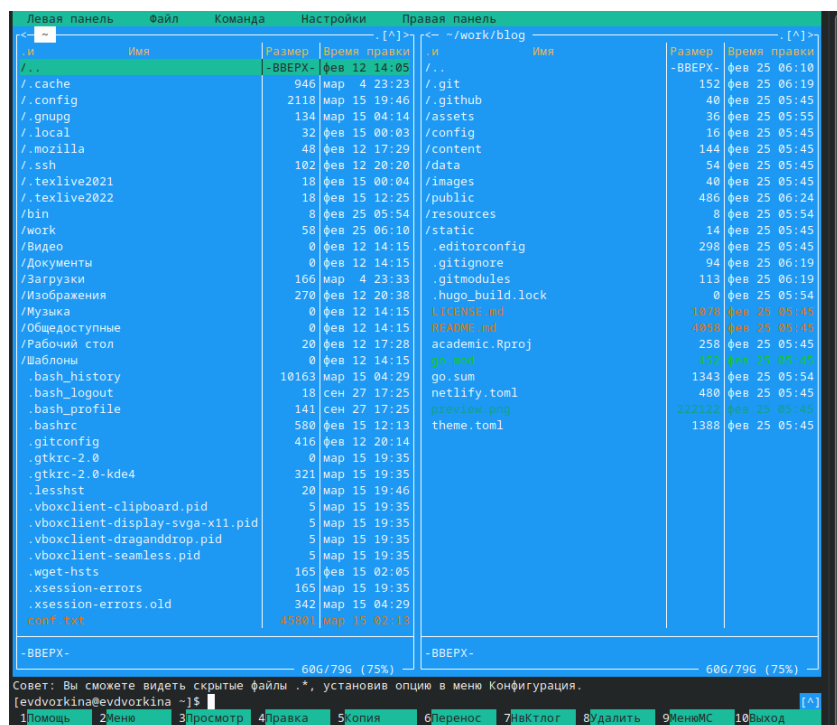 Левая панель Файл Команда Настройки Правая панель
<─ ~ .[^]>
.и Имя Размер Время правки
/.. -ВВЕРХ- фев 12 14:05
/.cache 946 мар 4 23:23
/.config 2118 мар 15 19:46
/.gnupg 134 мар 15 04:14
/.local 32 фев 15 00:03
/.mozilla 48 фев 12 17:29
/.ssh 102 фев 12 20:20
/.texlive2021 18 фев 15 00:04
/.texlive2022 18 фев 15 12:25
/bin 8 фев 25 05:54
/work 58 фев 25 06:10
/Видео 0 фев 12 14:15
/Документы 0 фев 12 14:15
/Загрузки 166 мар 4 23:33
/Изображения 270 фев 12 20:38
/Музыка 0 фев 12 14:15
/Общедоступные 0 фев 12 14:15
/Рабочий стол 20 фев 12 17:28
/Шаблоны 0 фев 12 14:15
.bash_history 10163 мар 15 04:29
.bash_logout 18 сен 27 17:25
.bash_profile 141 сен 27 17:25
.bashrc 580 фев 15 12:13
.gitconfig 416 фев 12 20:14
.gtkrc-2.0 0 мар 15 19:35
.gtkrc-2.0-kde4 321 мар 15 19:35
.lesshst 20 мар 15 19:46
.vboxclient-clipboard.pid 5 мар 15 19:35
.vboxclient-display-svga-x11.pid 5 мар 15 19:35
.vboxclient-draganddrop.pid 5 мар 15 19:35
.vboxclient-seamless.pid 5 мар 15 19:35
.wget-hsts 165 фев 15 02:05
.xsession-errors 165 мар 15 19:35
.xsession-errors.old 342 мар 15 04:29
conf.txt 45801 мар 15 02:13
-ВВЕРХ-
60G/79G (75%)
<─ ~/work/blog .[^]>
.и Имя Размер Время правки
/.. -ВВЕРХ- фев 25 06:10
/.git 152 фев 25 06:19
/.github 40 фев 25 05:45
/assets 36 фев 25 05:55
/config 16 фев 25 05:45
/content 144 фев 25 05:45
/data 54 фев 25 05:45
/images 40 фев 25 05:45
/public 486 фев 25 06:24
/resources 8 фев 25 05:54
/static 14 фев 25 05:45
.editorconfig 298 фев 25 05:45
.gitignore 94 фев 25 06:19
.gitmodules 113 фев 25 06:19
.hugo_build.lock 0 фев 25 05:54
LICENSE.md 1078 фев 25 05:45
README.md 4058 фев 25 05:45
academic.Rproj 258 фев 25 05:45
go.mod фев 25 05:45
go.sum 1343 фев 25 05:54
netlify.toml 480 фев 25 05:45
preview.png 222122 фев 25 05:45
theme.toml 1388 фев 25 05:45
-ВВЕРХ-
60G/79G (75%)
Совет: Вы сможете видеть скрытые файлы .*, установив опцию в меню Конфигурация.
[evdvorkina@evdvorkina ~]$ [^]
1Помощь 2Меню 3Просмотр 4Правка 5Копия 6Перенос 7НвКтлог 8Удалить 9МенюМС 10Выход